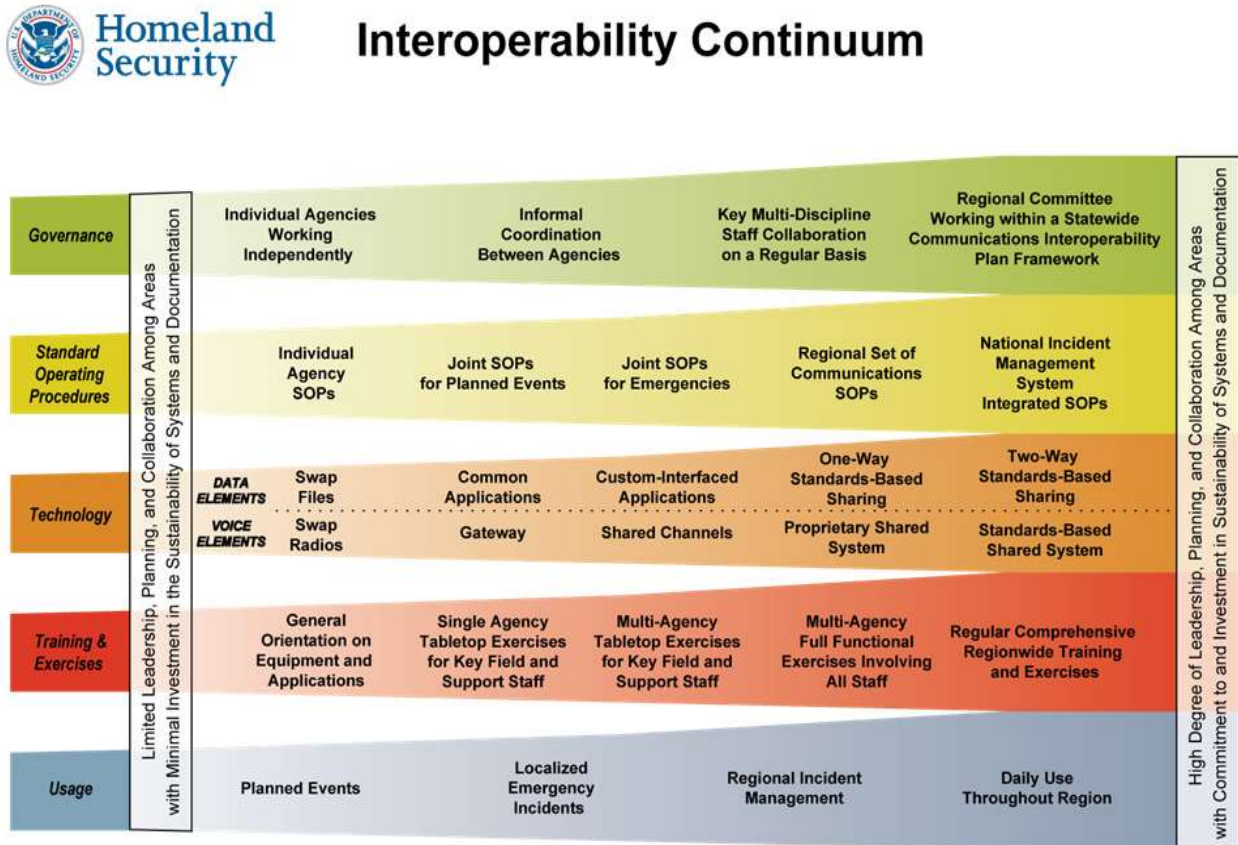 U.S. DEPARTMENT OF
HOMELAND SECURITY
Homeland
Security
Interoperability Continuum
Limited Leadership, Planning, and Collaboration Among Areas
with Minimal Investment in the Sustainability of Systems and Documentation
High Degree of Leadership, Planning, and Collaboration Among Areas
with Commitment to and Investment in Sustainability of Systems and Documentation
Governance
Individual Agencies
Working
Independently
Informal
Coordination
Between Agencies
Key Multi-Discipline
Staff Collaboration
on a Regular Basis
Regional Committee
Working within a Statewide
Communications Interoperability
Plan Framework
Standard
Operating
Procedures
Individual
Agency
SOPs
Joint SOPs
for Planned Events
Joint SOPs
for Emergencies
Regional Set of
Communications
SOPs
National Incident
Management
System
Integrated SOPs
Technology
DATA
ELEMENTS
Swap
Files
Common
Applications
Custom-Interfaced
Applications
One-Way
Standards-Based
Sharing
Two-Way
Standards-Based
Sharing
VOICE
ELEMENTS
Swap
Radios
Gateway
Shared Channels
Proprietary Shared
System
Standards-Based
Shared System
Training &
Exercises
General
Orientation on
Equipment and
Applications
Single Agency
Tabletop Exercises
for Key Field and
Support Staff
Multi-Agency
Tabletop Exercises
for Key Field and
Support Staff
Multi-Agency
Full Functional
Exercises Involving
All Staff
Regular Comprehensive
Regionwide Training
and Exercises
Usage
Planned Events
Localized
Emergency
Incidents
Regional Incident
Management
Daily Use
Throughout Region